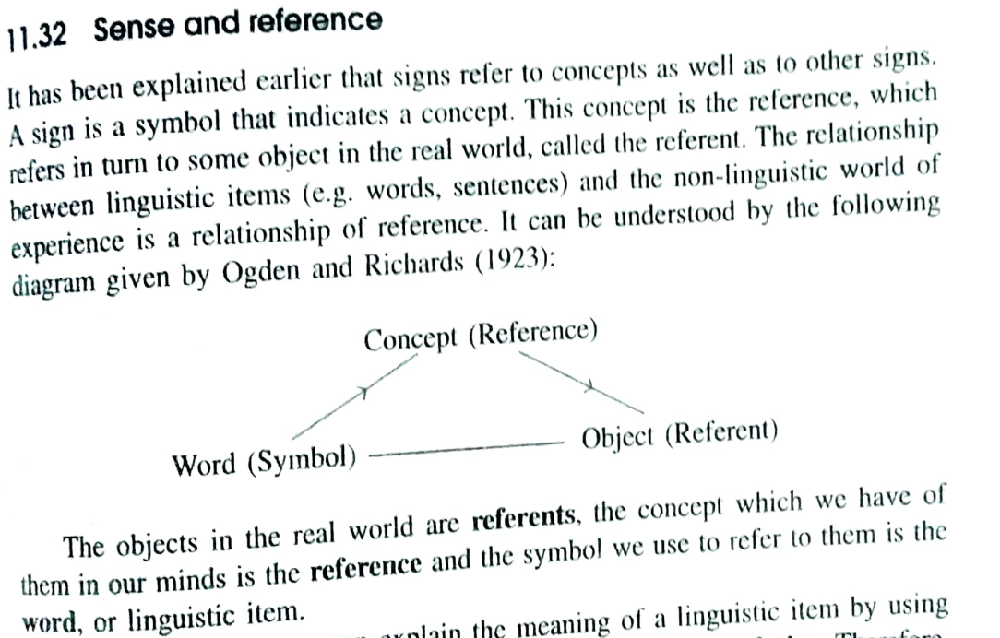 11.32 Sense and reference
It has been explained earlier that signs refer to concepts as well as to other signs.
A sign is a symbol that indicates a concept. This concept is the reference, which
refers in turn to some object in the real world, called the referent. The relationship
between linguistic items (e.g. words, sentences) and the non-linguistic world of
experience is a relationship of reference. It can be understood by the following
diagram given by Ogden and Richards (1923):
Concept (Reference)
Word (Symbol)
Object (Referent)
The objects in the real world are referents, the concept which we have of
them in our minds is the reference and the symbol we use to refer to them is the
word, or linguistic item.
explain the meaning of a linguistic item by using